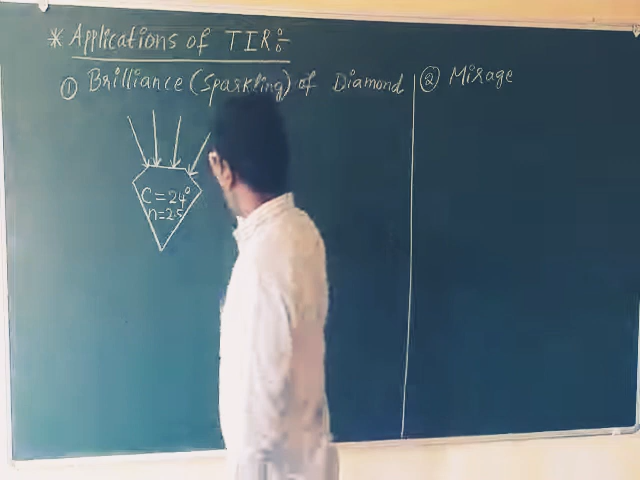 * Applications of TIR :-
① Brilliance (Sparkling) of Diamond
② Mirage
C = 24°
n = 2.5